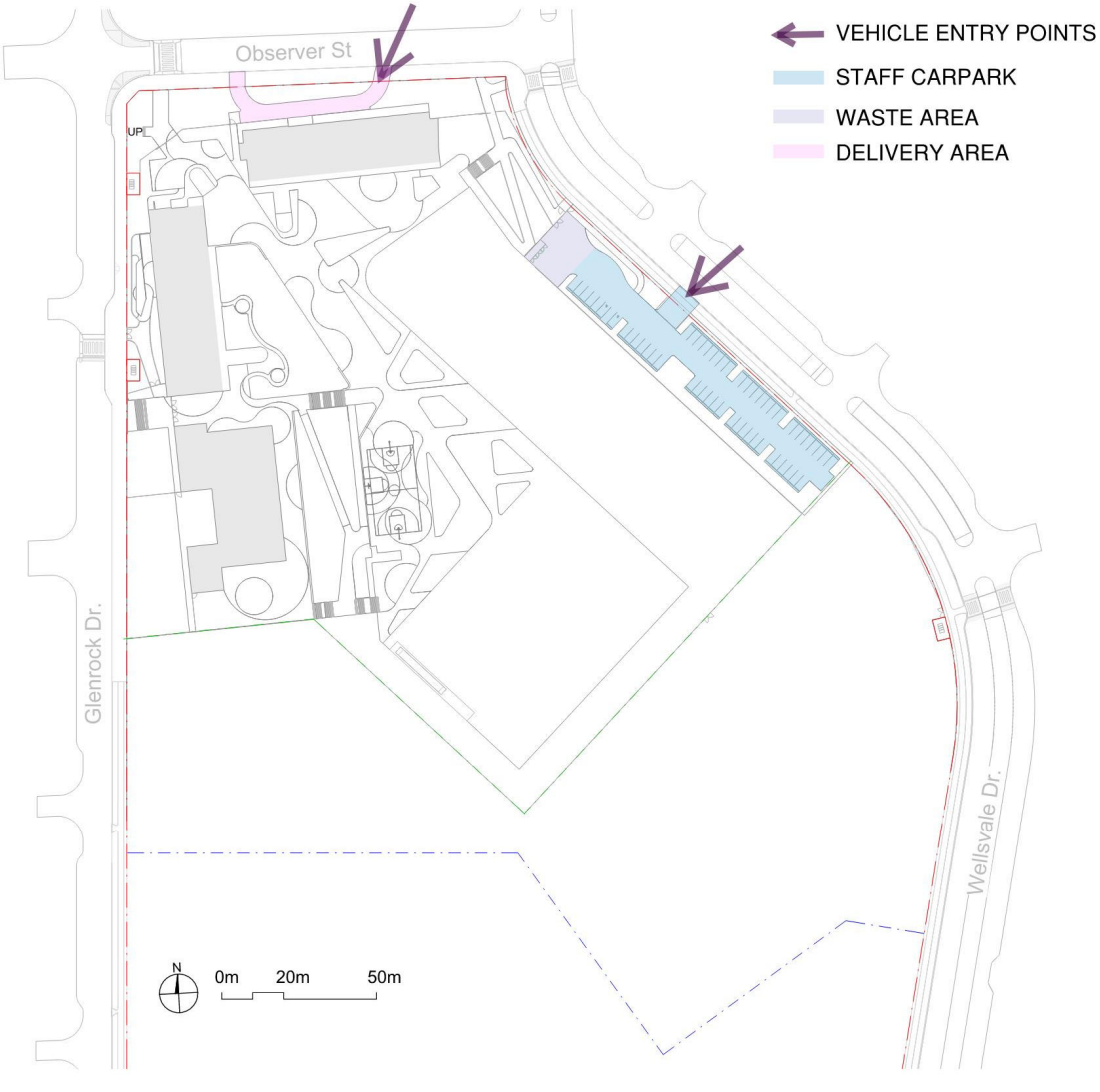 VEHICLE ENTRY POINTS
STAFF CARPARK
WASTE AREA
DELIVERY AREA
Observer St
UP
Glenrock Dr.
Wellsvale Dr.
N
0m 20m 50m